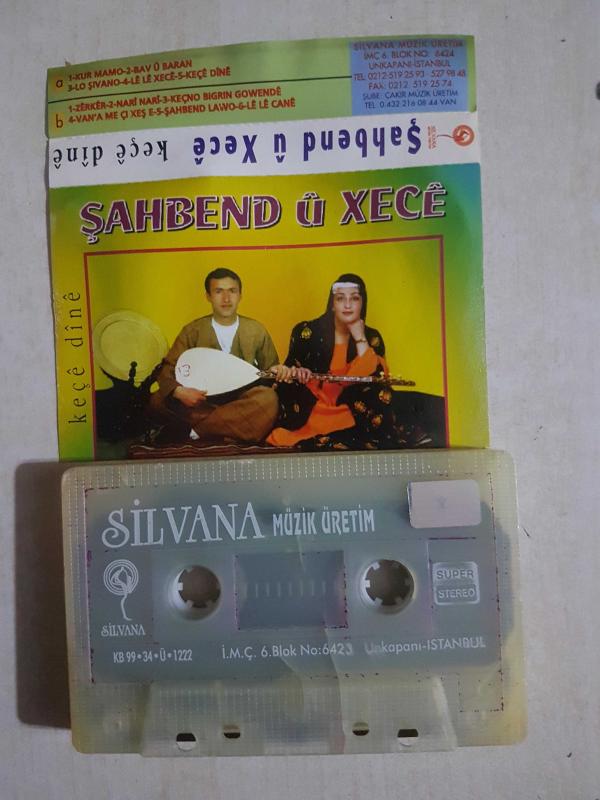 a 1-KUR MAMO-2-BAV Û BARAN
3-LO ŞIVANO-4-LÊ LÊ XECÊ-5-KEÇÊ DÎNÊ
b 1-ZÊRKÊR-2-NARÎ NARÎ-3-KEÇNO BIGRIN GOWENDÊ
4-VAN'A ME ÇI XEŞ E-5-ŞAHBEND LAWO-6-LÊ LÊ CANÊ
SILVANA MÜZİK ÜRETİM
İMÇ 6. BLOK NO: 6424
UNKAPANI-İSTANBUL
TEL: 0212-519 25 93 - 527 98 48
FAX: 0212. 519 25 74
ŞUBE: ÇAKIR MÜZİK ÜRETİM
TEL: 0.432 216 08 44 VAN
Şahbend û Xecê keçê dînê
ŞAHBEND Û XECÊ
keçê dînê
SİLVANA MÜZİK ÜRETİM
SİLVANA
SUPER
STEREO
KB 99•34•Ü•1222 İ.M.Ç. 6.Blok No:6423 Unkapanı-İSTANBUL